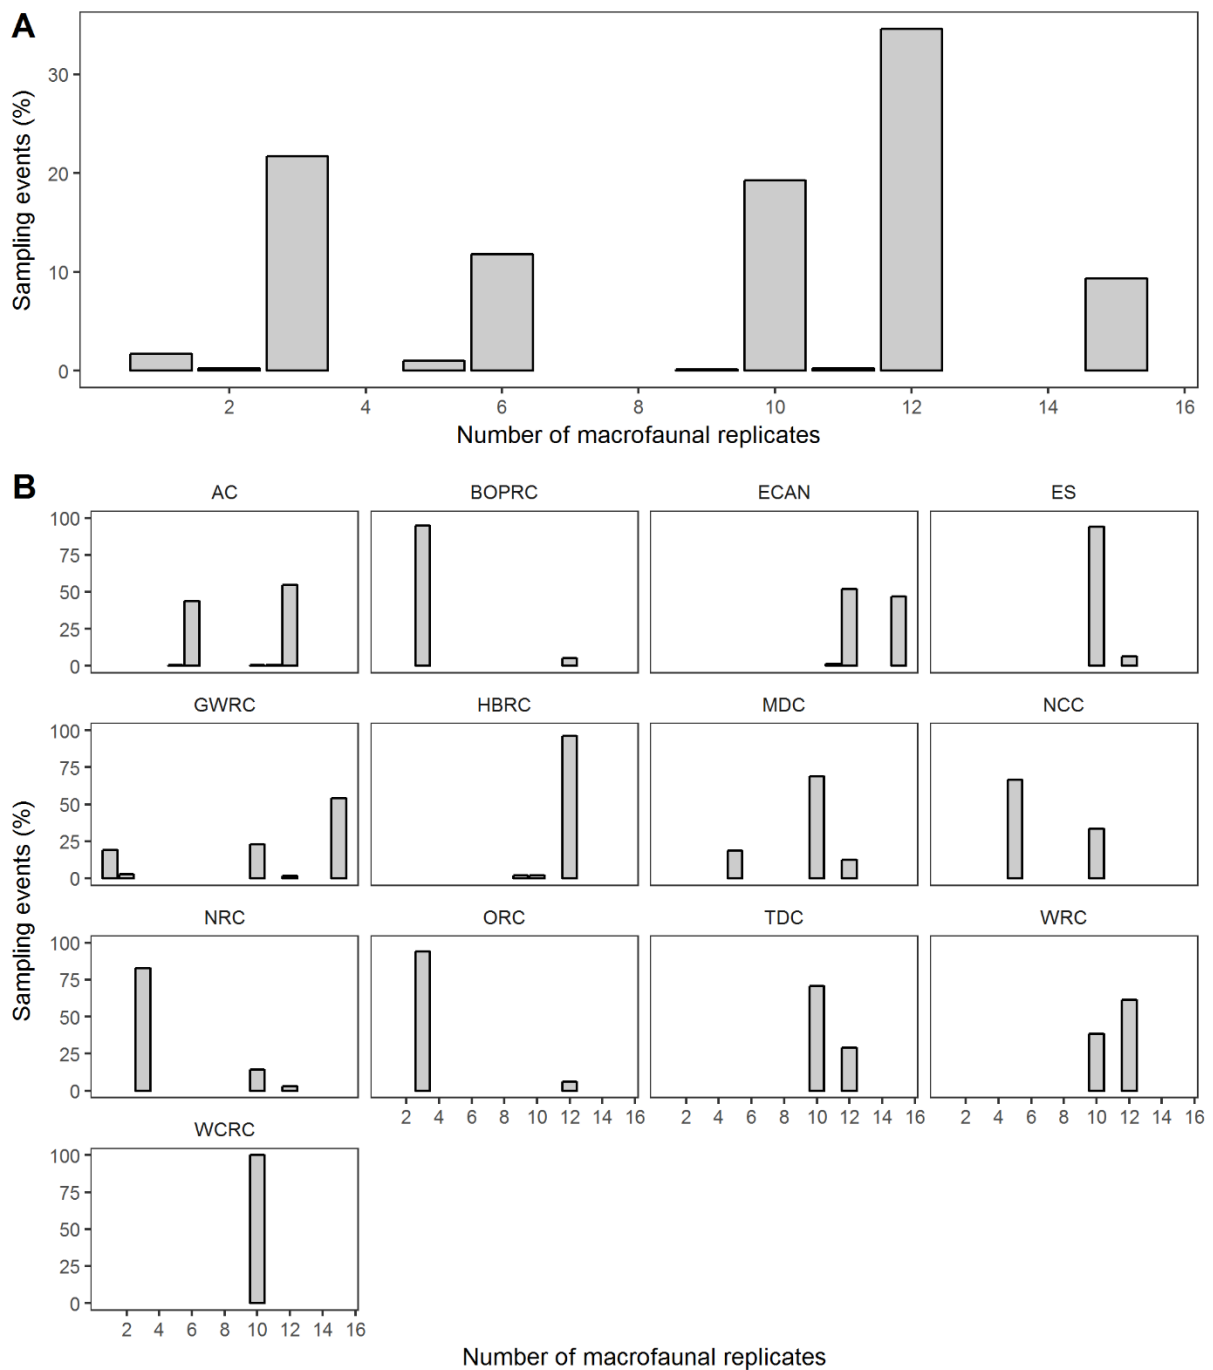 A
Sampling events (%)
30
20
10
0
2 4 6 8 10 12 14 16
Number of macrofaunal replicates
B
AC BOPRC ECAN ES
100
75
50
25
0
GWRC HBRC MDC NCC
100
75
50
25
0
Sampling events (%)
NRC ORC TDC WRC
100
75
50
25
0
2 4 6 8 10 12 14 16 2 4 6 8 10 12 14 16 2 4 6 8 10 12 14 16
WCRC
100
75
50
25
0
2 4 6 8 10 12 14 16
Number of macrofaunal replicates